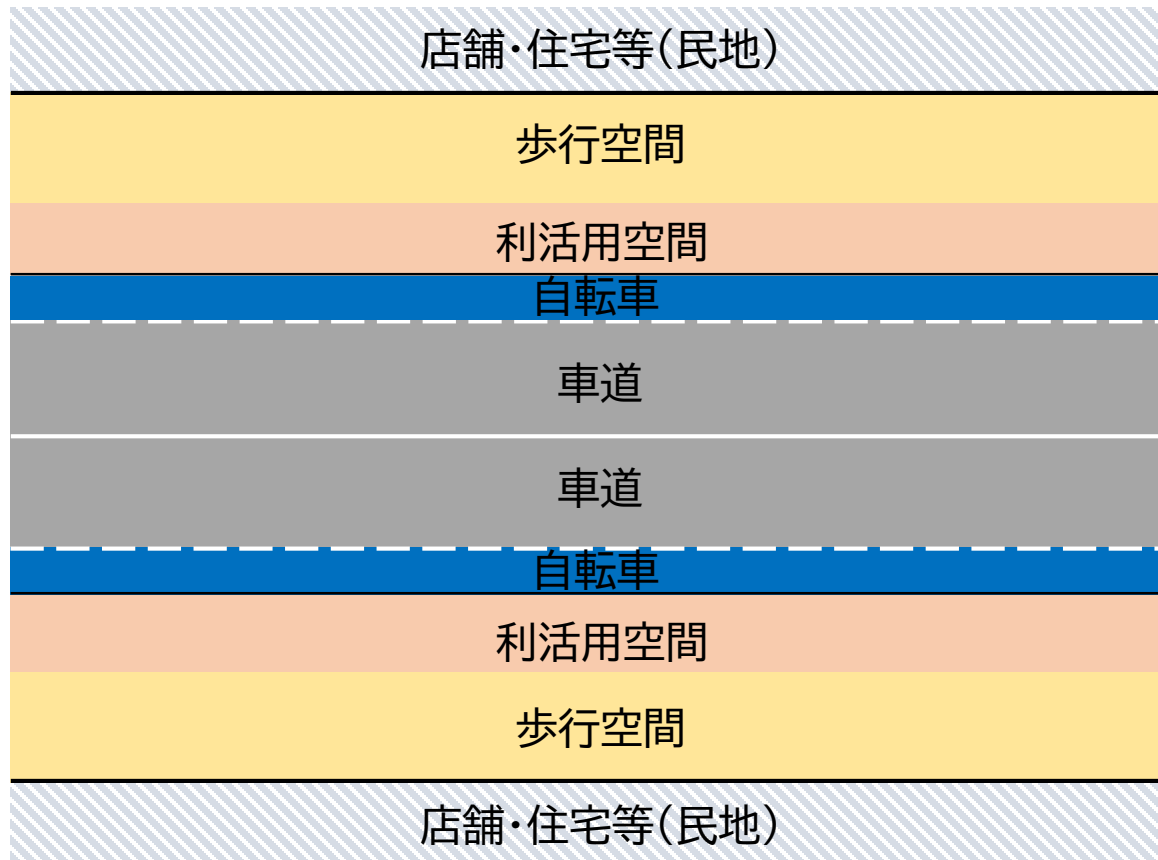 店舗・住宅等(民地)
歩行空間
利活用空間
自転車
車道
車道
自転車
利活用空間
歩行空間
店舗・住宅等(民地)